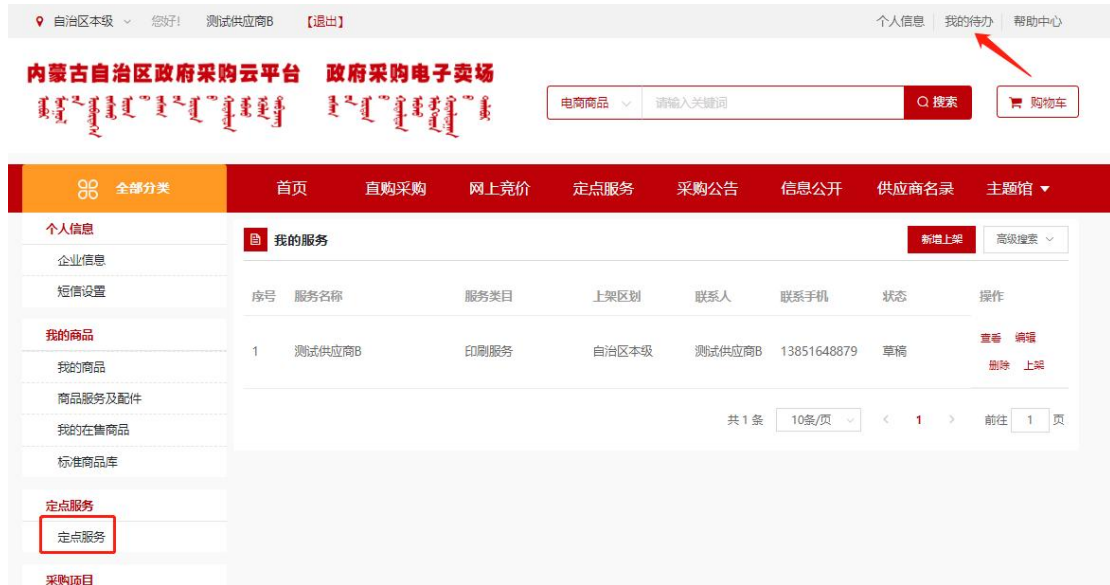 自治区本级 您好! 测试供应商B 【退出】 个人信息 我的待办 帮助中心
内蒙古自治区政府采购云平台 政府采购电子卖场
电商商品 请输入关键词 搜索 购物车
全部分类 首页 直购采购 网上竞价 定点服务 采购公告 信息公开 供应商名录 主题馆
个人信息
企业信息
短信设置
我的商品
我的商品
商品服务及配件
我的在售商品
标准商品库
定点服务
定点服务
采购项目
我的服务 新增上架 高级搜索
序号 服务名称 服务类目 上架区划 联系人 联系手机 状态 操作
1 测试供应商B 印刷服务 自治区本级 测试供应商B 13851648879 草稿 查看 编辑
删除 上架
共 1 条 10条/页 < 1 > 前往 1 页